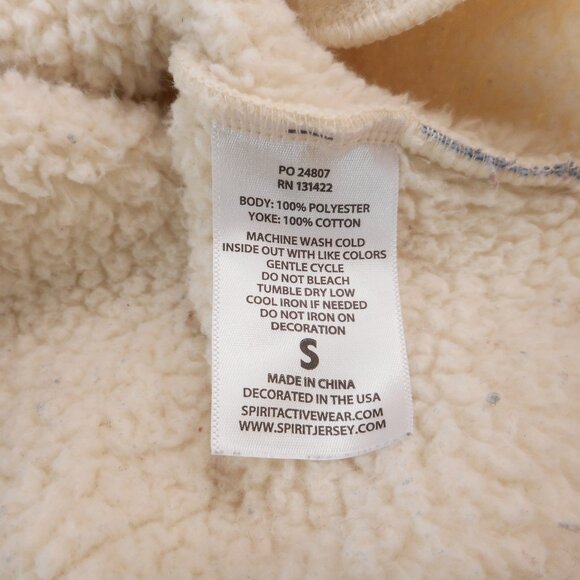 PO 24807
RN 131422
BODY: 100% POLYESTER
YOKE: 100% COTTON
MACHINE WASH COLD
INSIDE OUT WITH LIKE COLORS
GENTLE CYCLE
DO NOT BLEACH
TUMBLE DRY LOW
COOL IRON IF NEEDED
DO NOT IRON ON
DECORATION
S
MADE IN CHINA
DECORATED IN THE USA
SPIRITACTIVEWEAR.COM
WWW.SPIRITJERSEY.COM